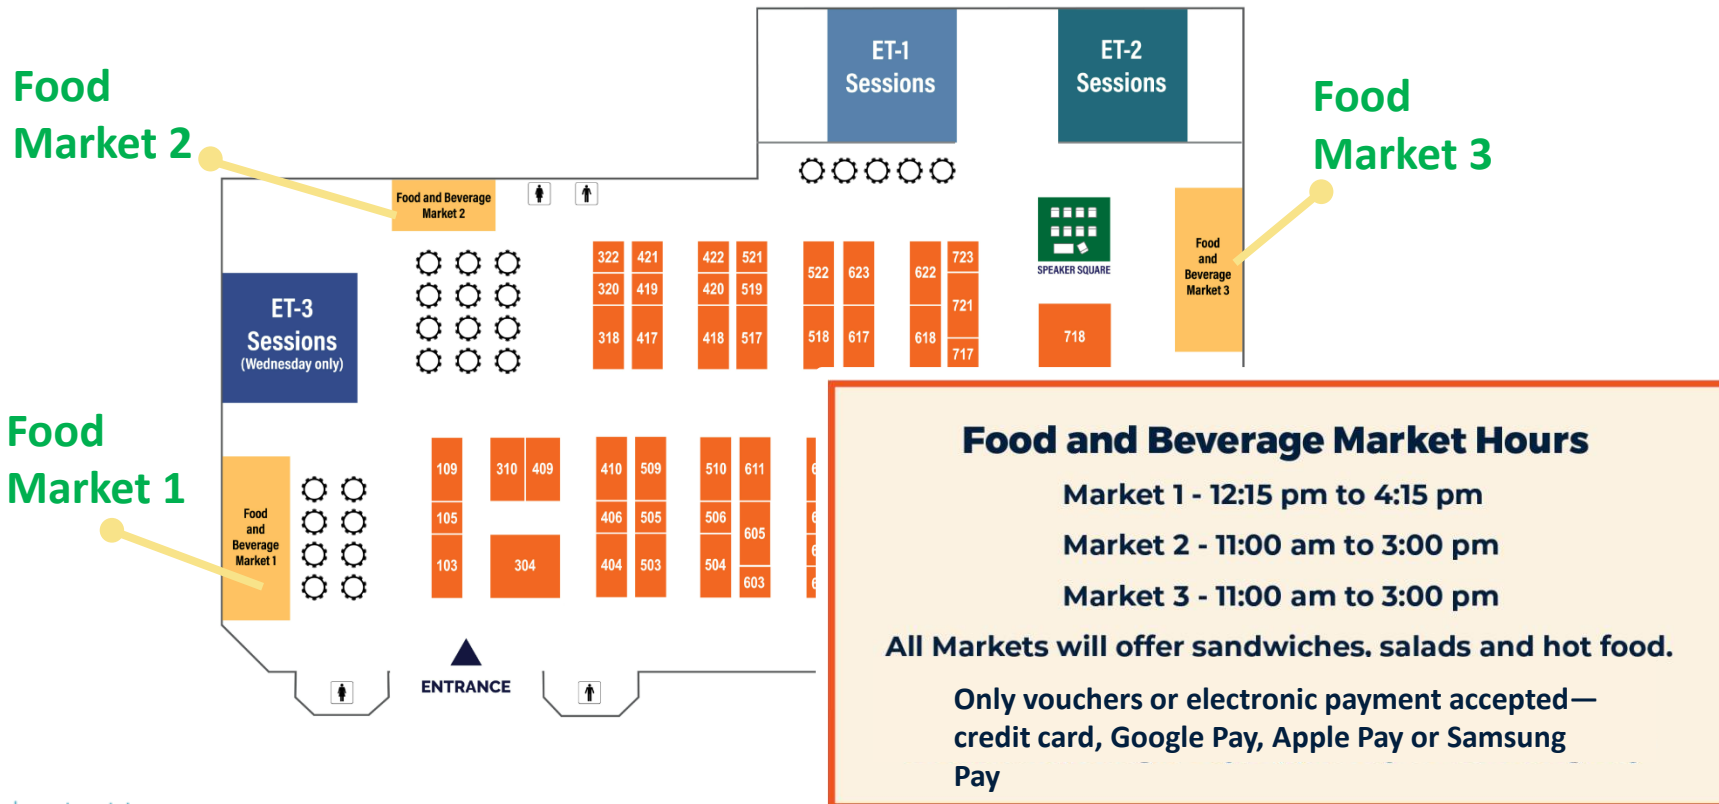 ET-1
Sessions
ET-2
Sessions
Food
Market 2
Food
Market 3
Food and Beverage
Market 2
Food
and
Beverage
Market 3
SPEAKER SQUARE
322 421 422 521 522 623 622 723
320 419 420 519 721
318 417 418 517 518 617 618 717 718
ET-3
Sessions
(Wednesday only)
Food
Market 1
Food
and
Beverage
Market 1
109 310 409 410 509 510 611
105 406 505 506 605
103 304 404 503 504 603
ENTRANCE
Food and Beverage Market Hours
Market 1 - 12:15 pm to 4:15 pm
Market 2 - 11:00 am to 3:00 pm
Market 3 - 11:00 am to 3:00 pm
All Markets will offer sandwiches, salads and hot food.
Only vouchers or electronic payment accepted—
credit card, Google Pay, Apple Pay or Samsung
Pay